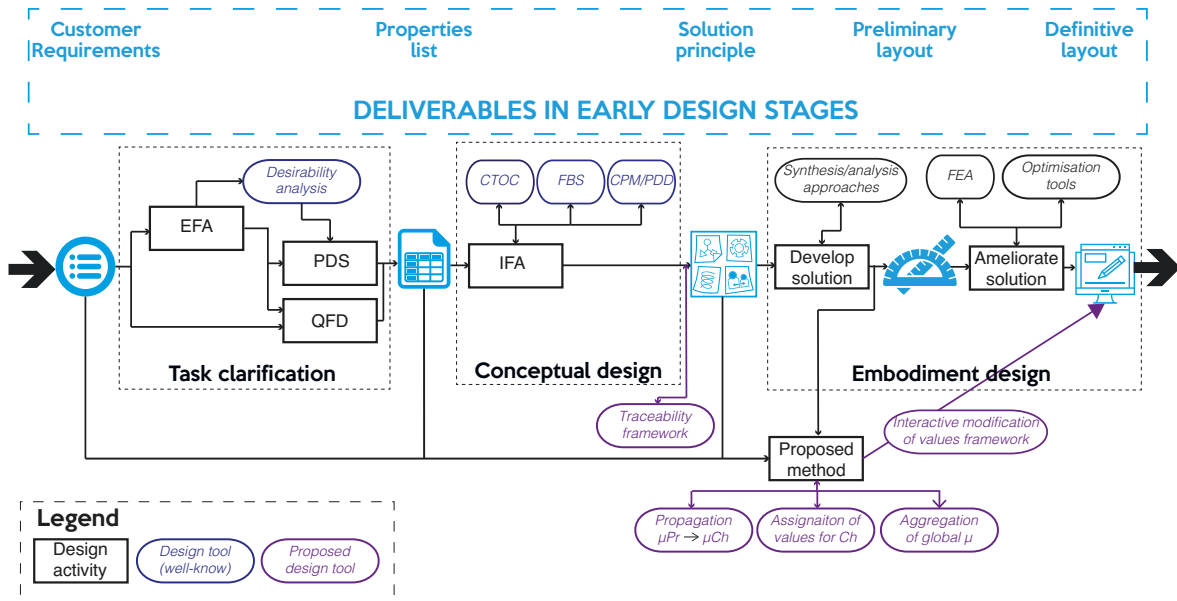 Customer
Requirements
Properties
list
Solution
principle
Preliminary
layout
Definitive
layout
DELIVERABLES IN EARLY DESIGN STAGES
Desirability
analysis
EFA
PDS
QFD
Task clarification
CTOC
FBS
CPM/PDD
IFA
Conceptual design
Synthesis/analysis
approaches
FEA
Optimisation
tools
Develop
solution
Ameliorate
solution
Embodiment design
Traceability
framework
Interactive modification
of values framework
Proposed
method
Propagation
μPr → μCh
Assignaiton of
values for Ch
Aggregation
of global μ
Legend
Design
activity
Design tool
(well-know)
Proposed
design tool